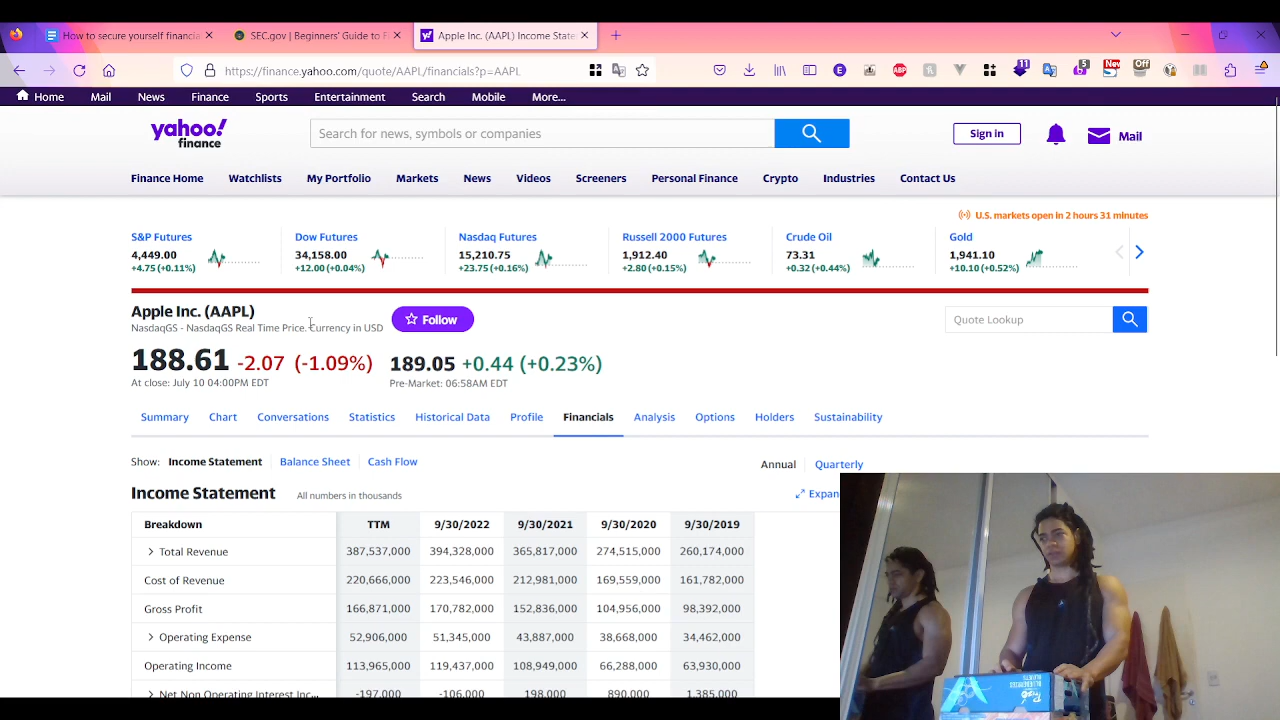 How to secure yourself financia
SEC.gov | Beginners' Guide to F
Apple Inc. (AAPL) Income State
https://finance.yahoo.com/quote/AAPL/financials?p=AAPL
11
5
New
Off
Home Mail News Finance Sports Entertainment Search Mobile More...
yahoo!
finance
Search for news, symbols or companies
Sign in
Mail
Finance Home Watchlists My Portfolio Markets News Videos Screeners Personal Finance Crypto Industries Contact Us
U.S. markets open in 2 hours 31 minutes
S&P Futures Dow Futures Nasdaq Futures Russell 2000 Futures Crude Oil Gold
4,449.00 34,158.00 15,210.75 1,912.40 73.31 1,941.10
+4.75 (+0.11%) +12.00 (+0.04%) +23.75 (+0.16%) +2.80 (+0.15%) +0.32 (+0.44%) +10.10 (+0.52%)
Apple Inc. (AAPL)
NasdaqGS - NasdaqGS Real Time Price. Currency in USD
Follow
Quote Lookup
188.61 -2.07 (-1.09%) 189.05 +0.44 (+0.23%)
At close: July 10 04:00PM EDT Pre-Market: 06:58AM EDT
Summary Chart Conversations Statistics Historical Data Profile Financials Analysis Options Holders Sustainability
Show: Income Statement Balance Sheet Cash Flow Annual Quarterly
Income Statement All numbers in thousands Expan
Breakdown TTM 9/30/2022 9/30/2021 9/30/2020 9/30/2019
Total Revenue 387,537,000 394,328,000 365,817,000 274,515,000 260,174,000
Cost of Revenue 220,666,000 223,546,000 212,981,000 169,559,000 161,782,000
Gross Profit 166,871,000 170,782,000 152,836,000 104,956,000 98,392,000
Operating Expense 52,906,000 51,345,000 43,887,000 38,668,000 34,462,000
Operating Income 113,965,000 119,437,000 108,949,000 66,288,000 63,930,000
Net Non Operating Interest Inc... -197,000 -106,000 198,000 890,000 1,385,000